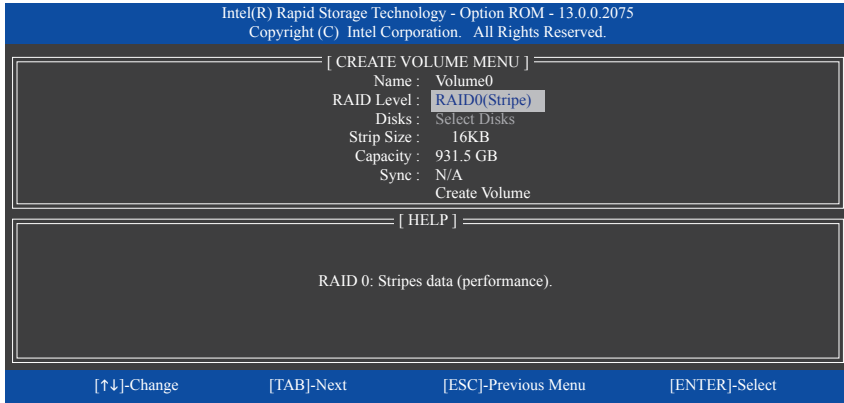 Intel(R) Rapid Storage Technology - Option ROM - 13.0.0.2075
Copyright (C) Intel Corporation. All Rights Reserved.
[ CREATE VOLUME MENU ]
Name : Volume0
RAID Level : RAID0(Stripe)
Disks : Select Disks
Strip Size : 16KB
Capacity : 931.5 GB
Sync : N/A
Create Volume
[ HELP ]
RAID 0: Stripes data (performance).
[↑↓]-Change [TAB]-Next [ESC]-Previous Menu [ENTER]-Select